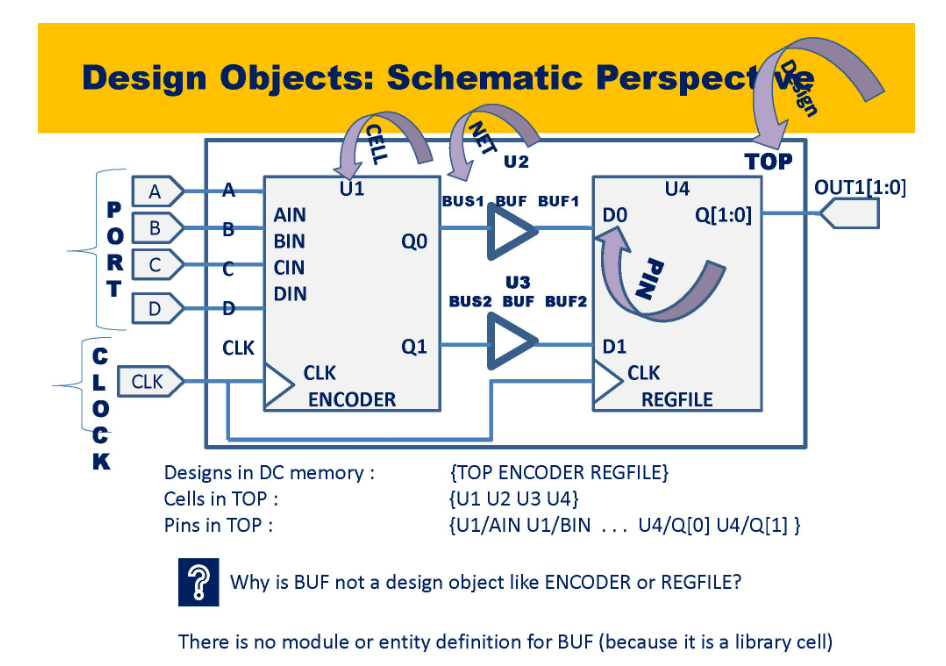 Design Objects: Schematic Perspective
Design
CELL
NET
U2
TOP
PORT
A
B
C
D
A
B
C
D
U1
AIN
BIN
CIN
DIN
Q0
Q1
CLK
CLK
ENCODER
BUS1 BUF BUF1
U3
BUS2 BUF BUF2
U4
D0
Q[1:0]
PIN
D1
CLK
REGFILE
OUT1[1:0]
CLOCK
CLK
Designs in DC memory : {TOP ENCODER REGFILE}
Cells in TOP : {U1 U2 U3 U4}
Pins in TOP : {U1/AIN U1/BIN . . . U4/Q[0] U4/Q[1] }
? Why is BUF not a design object like ENCODER or REGFILE?
There is no module or entity definition for BUF (because it is a library cell)